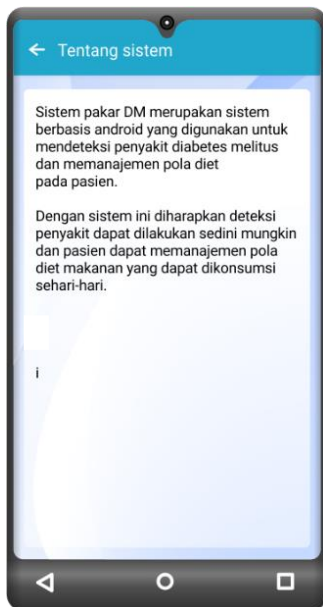 Tentang sistem
Sistem pakar DM merupakan sistem
berbasis android yang digunakan untuk
mendeteksi penyakit diabetes melitus
dan memanajemen pola diet
pada pasien.
Dengan sistem ini diharapkan deteksi
penyakit dapat dilakukan sedini mungkin
dan pasien dapat memanajemen pola
diet makanan yang dapat dikonsumsi
sehari-hari.
i